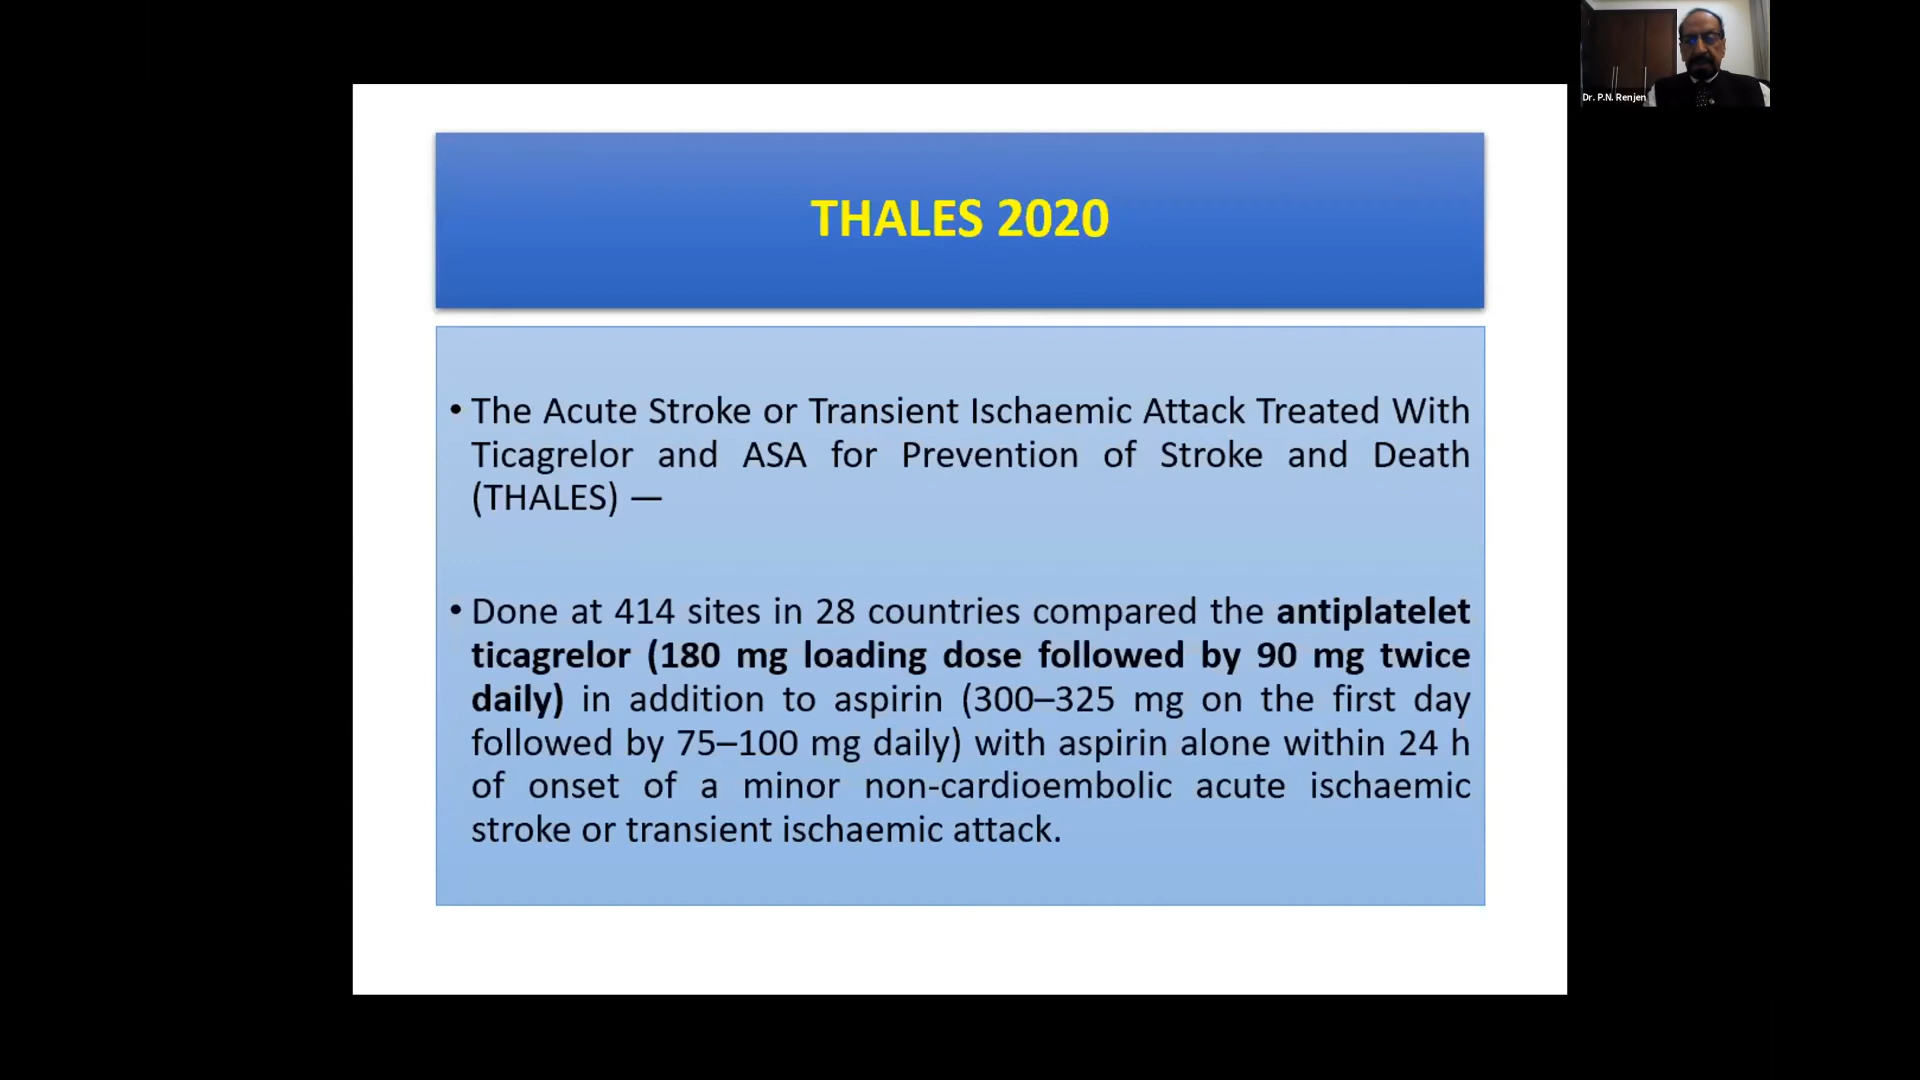 Dr. P.N. Renjen
THALES 2020
• The Acute Stroke or Transient Ischaemic Attack Treated With
Ticagrelor and ASA for Prevention of Stroke and Death
(THALES) —
• Done at 414 sites in 28 countries compared the antiplatelet
ticagrelor (180 mg loading dose followed by 90 mg twice
daily) in addition to aspirin (300–325 mg on the first day
followed by 75–100 mg daily) with aspirin alone within 24 h
of onset of a minor non-cardioembolic acute ischaemic
stroke or transient ischaemic attack.